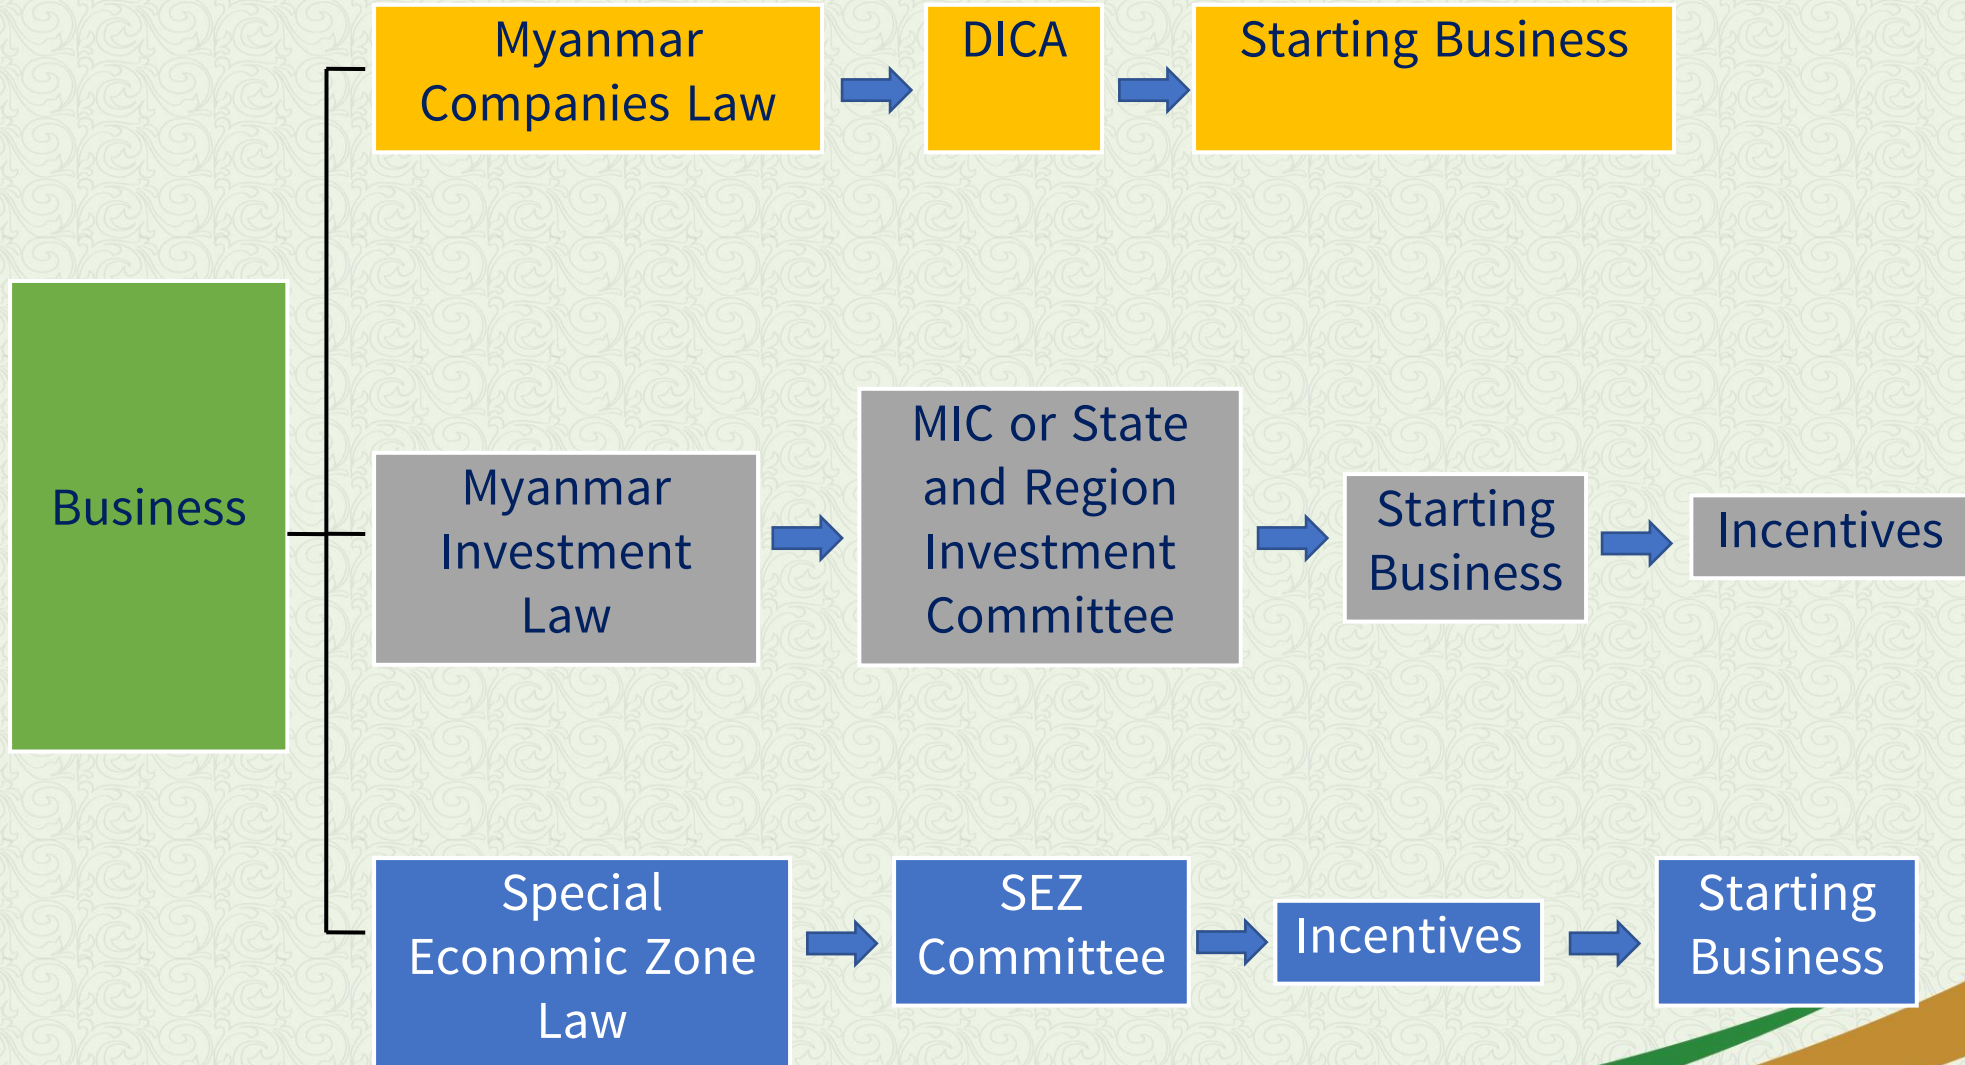 Myanmar
Companies Law
DICA
Starting Business
Business
Myanmar
Investment
Law
MIC or State
and Region
Investment
Committee
Starting
Business
Incentives
Special
Economic Zone
Law
SEZ
Committee
Incentives
Starting
Business